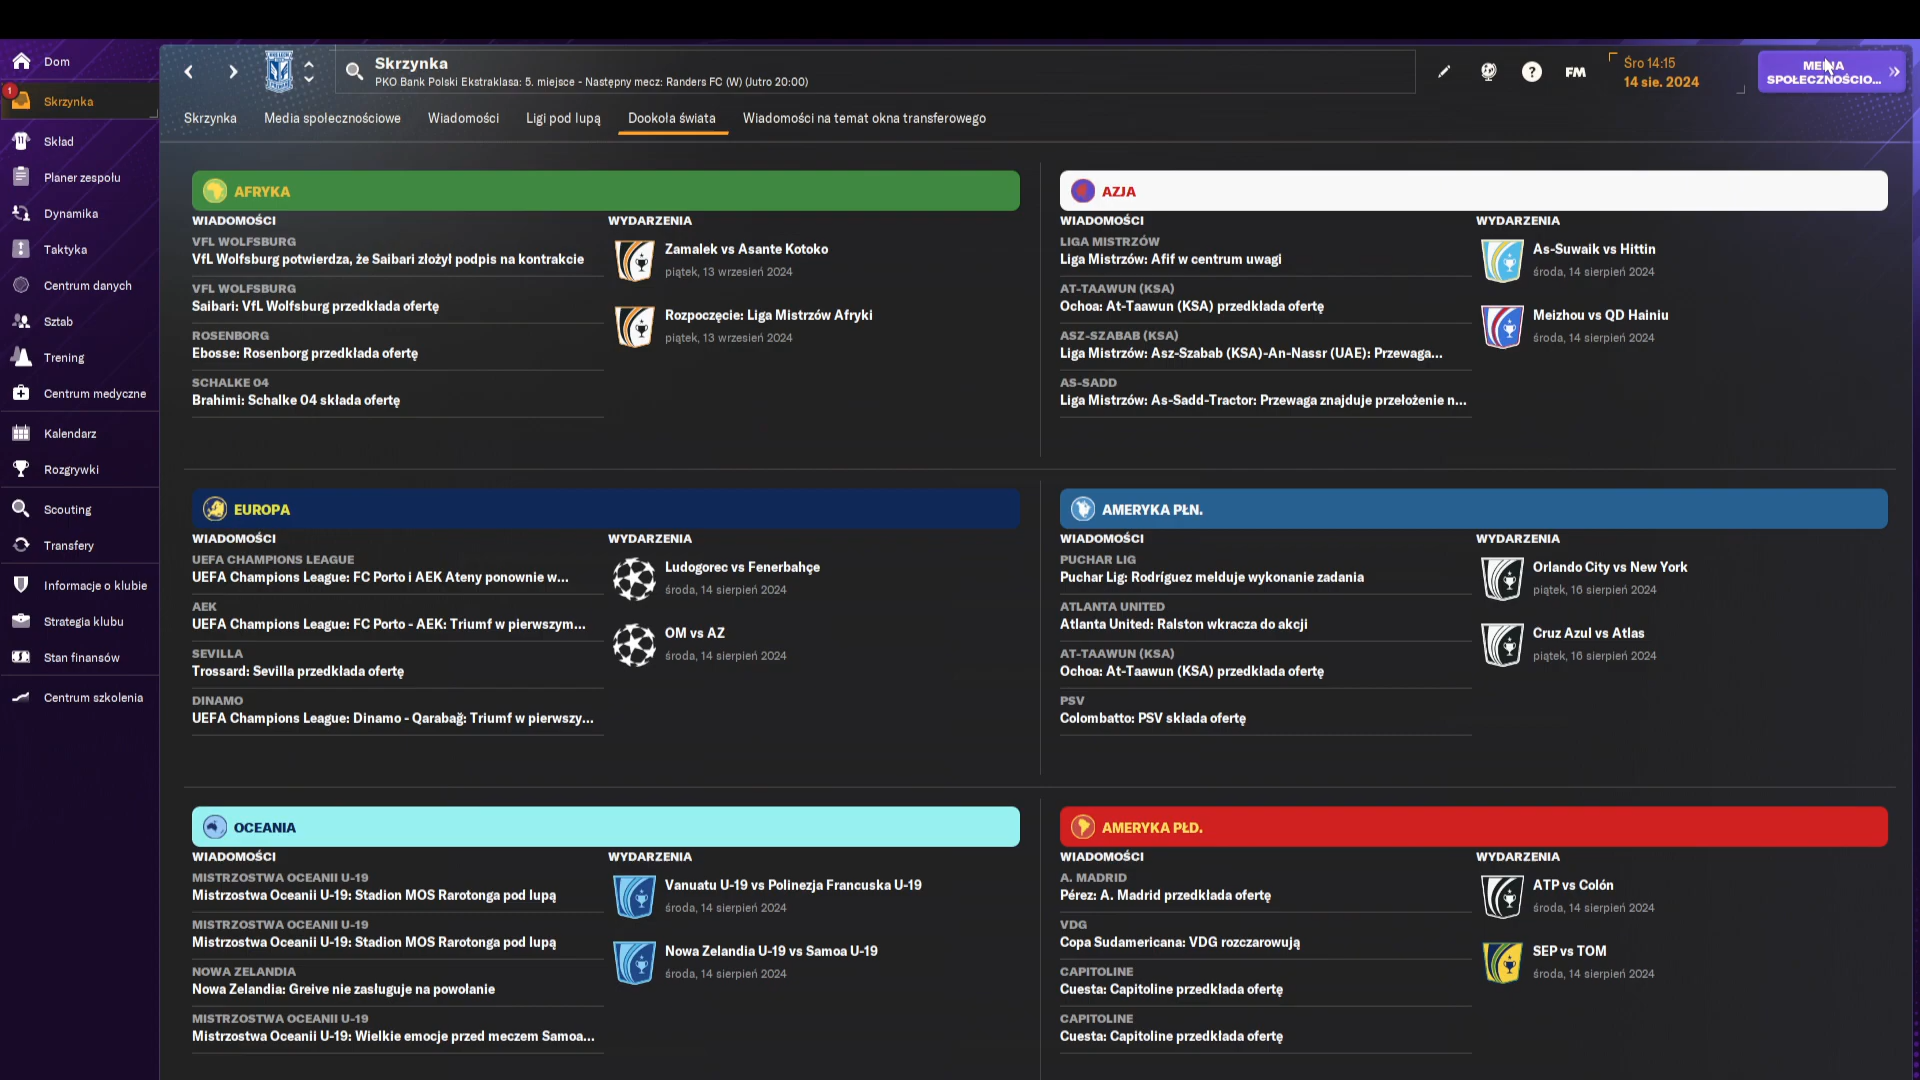 Dom
1
Skrzynka
Skład
Planer zespołu
Dynamika
Taktyka
Centrum danych
Sztab
Trening
Centrum medyczne
Kalendarz
Rozgrywki
Scouting
Transfery
Informacje o klubie
Strategia klubu
Stan finansów
Centrum szkolenia
Skrzynka
PKO Bank Polski Ekstraklasa: 5. miejsce - Następny mecz: Randers FC (W) (Jutro 20:00)
?
FM
Śro 14:15
14 sie. 2024
MEDIA
SPOŁECZNOŚCIO...
Skrzynka
Media społecznościowe
Wiadomości
Ligi pod lupą
Dookoła świata
Wiadomości na temat okna transferowego
AFRYKA
WIADOMOŚCI
VFL WOLFSBURG
VfL Wolfsburg potwierdza, że Saibari złożył podpis na kontrakcie
VFL WOLFSBURG
Saibari: VfL Wolfsburg przedkłada ofertę
ROSENBORG
Ebosse: Rosenborg przedkłada ofertę
SCHALKE 04
Brahimi: Schalke 04 składa ofertę
WYDARZENIA
Zamalek vs Asante Kotoko
piątek, 13 wrzesień 2024
Rozpoczęcie: Liga Mistrzów Afryki
piątek, 13 wrzesień 2024
AZJA
WIADOMOŚCI
LIGA MISTRZÓW
Liga Mistrzów: Afif w centrum uwagi
AT-TAAWUN (KSA)
Ochoa: At-Taawun (KSA) przedkłada ofertę
ASZ-SZABAB (KSA)
Liga Mistrzów: Asz-Szabab (KSA)-An-Nassr (UAE): Przewaga...
AS-SADD
Liga Mistrzów: As-Sadd-Tractor: Przewaga znajduje przełożenie n...
WYDARZENIA
As-Suwaik vs Hittin
środa, 14 sierpień 2024
Meizhou vs QD Hainiu
środa, 14 sierpień 2024
EUROPA
WIADOMOŚCI
UEFA CHAMPIONS LEAGUE
UEFA Champions League: FC Porto i AEK Ateny ponownie w...
AEK
UEFA Champions League: FC Porto - AEK: Triumf w pierwszym...
SEVILLA
Trossard: Sevilla przedkłada ofertę
DINAMO
UEFA Champions League: Dinamo - Qarabağ: Triumf w pierwszy...
WYDARZENIA
Ludogorec vs Fenerbahçe
środa, 14 sierpień 2024
OM vs AZ
środa, 14 sierpień 2024
AMERYKA PŁN.
WIADOMOŚCI
PUCHAR LIG
Puchar Lig: Rodríguez melduje wykonanie zadania
ATLANTA UNITED
Atlanta United: Ralston wkracza do akcji
AT-TAAWUN (KSA)
Ochoa: At-Taawun (KSA) przedkłada ofertę
PSV
Colombatto: PSV składa ofertę
WYDARZENIA
Orlando City vs New York
piątek, 16 sierpień 2024
Cruz Azul vs Atlas
piątek, 16 sierpień 2024
OCEANIA
WIADOMOŚCI
MISTRZOSTWA OCEANII U-19
Mistrzostwa Oceanii U-19: Stadion MOS Rarotonga pod lupą
MISTRZOSTWA OCEANII U-19
Mistrzostwa Oceanii U-19: Stadion MOS Rarotonga pod lupą
NOWA ZELANDIA
Nowa Zelandia: Greive nie zasługuje na powołanie
MISTRZOSTWA OCEANII U-19
Mistrzostwa Oceanii U-19: Wielkie emocje przed meczem Samoa...
WYDARZENIA
Vanuatu U-19 vs Polinezja Francuska U-19
środa, 14 sierpień 2024
Nowa Zelandia U-19 vs Samoa U-19
środa, 14 sierpień 2024
AMERYKA PŁD.
WIADOMOŚCI
A. MADRID
Pérez: A. Madrid przedkłada ofertę
VDG
Copa Sudamericana: VDG rozczarowują
CAPITOLINE
Cuesta: Capitoline przedkłada ofertę
CAPITOLINE
Cuesta: Capitoline przedkłada ofertę
WYDARZENIA
ATP vs Colón
środa, 14 sierpień 2024
SEP vs TOM
środa, 14 sierpień 2024